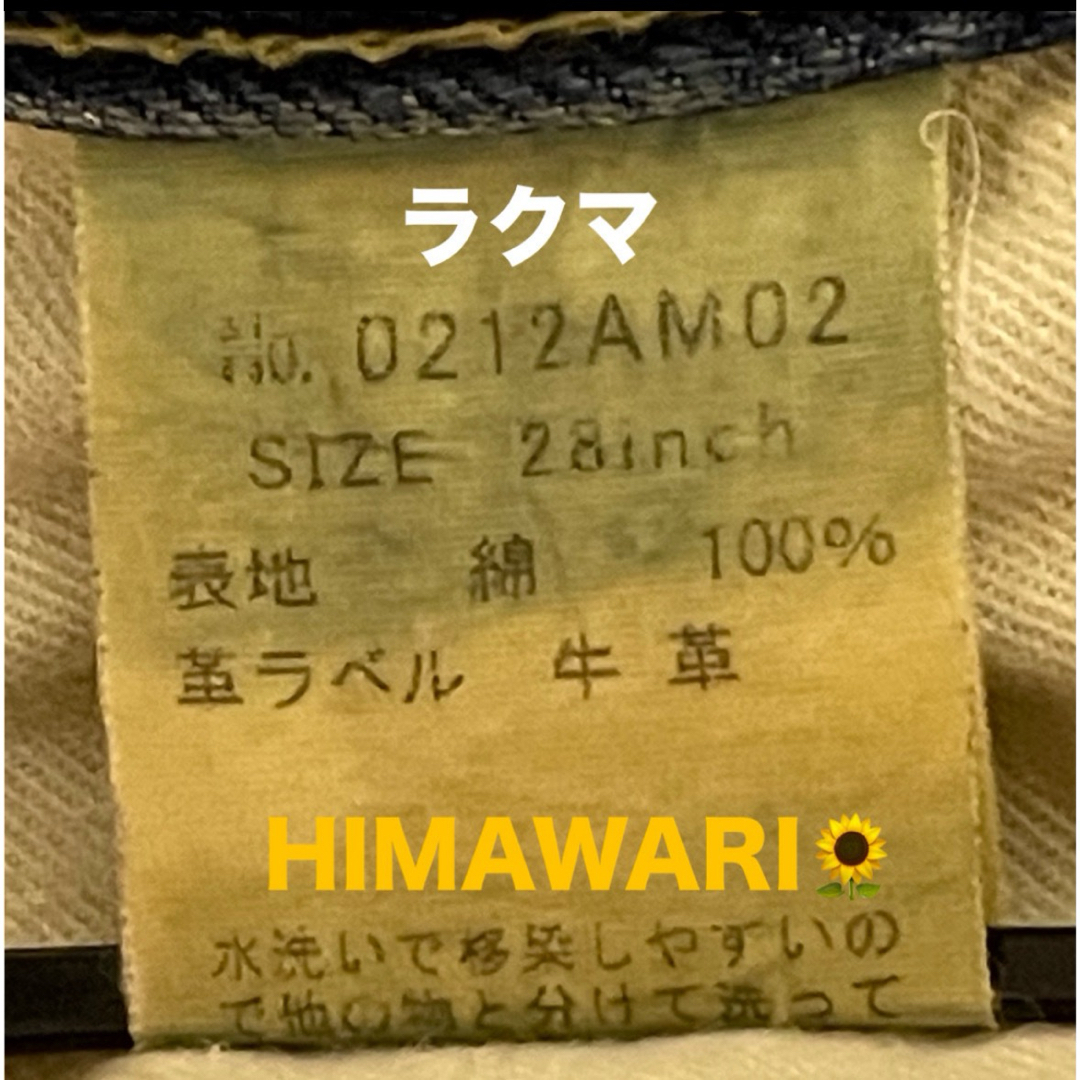 ラクマ
No. 0212AM02
SIZE 28inch
表地 綿 100%
革ラベル 牛革
HIMAWARI🌻
水洗いで移染しやすいの
で他の物と分けて洗って